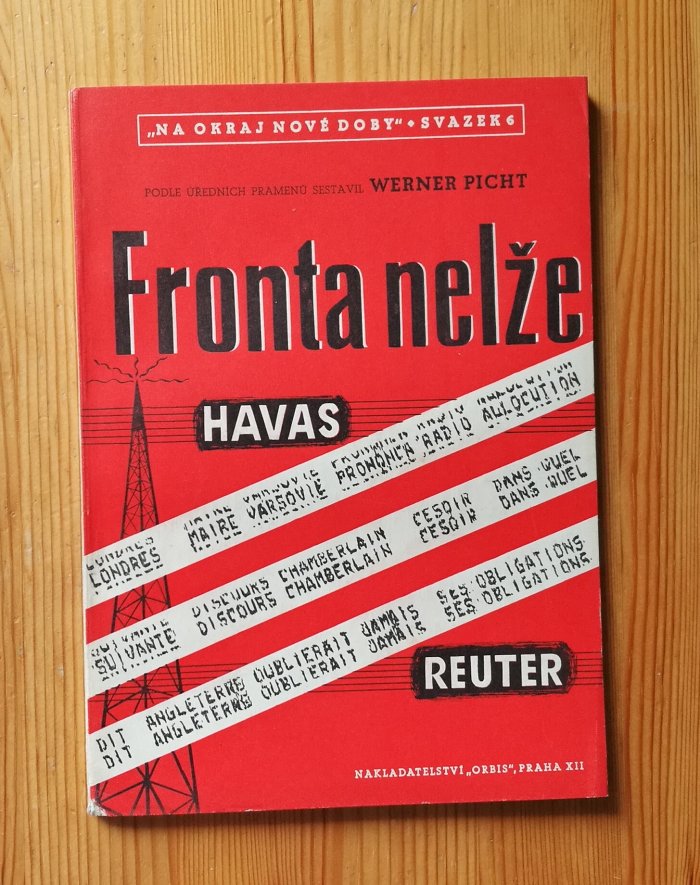 „NA OKRAJ NOVÉ DOBY“ • SVAZEK 6
PODLE ÚŘEDNÍCH PRAMENŮ SESTAVIL WERNER PICHT
Fronta nelže
HAVAS
LONDRES MAIRE VARSOVIE PRONONCA RADIO ALLOCUTION
LONDRES MAIRE VARSOVIE PRONONCA RADIO ALLOCUTION
SUIVANTE DISCOURS CHAMBERLAIN CESOIR DANS QUEL
SUIVANTE DISCOURS CHAMBERLAIN CESOIR DANS QUEL
DIT ANGLETERRE OUBLIERAIT JAMAIS SES OBLIGATIONS
DIT ANGLETERRE OUBLIERAIT JAMAIS SES OBLIGATIONS
REUTER
NAKLADATELSTVÍ „ORBIS“, PRAHA XII